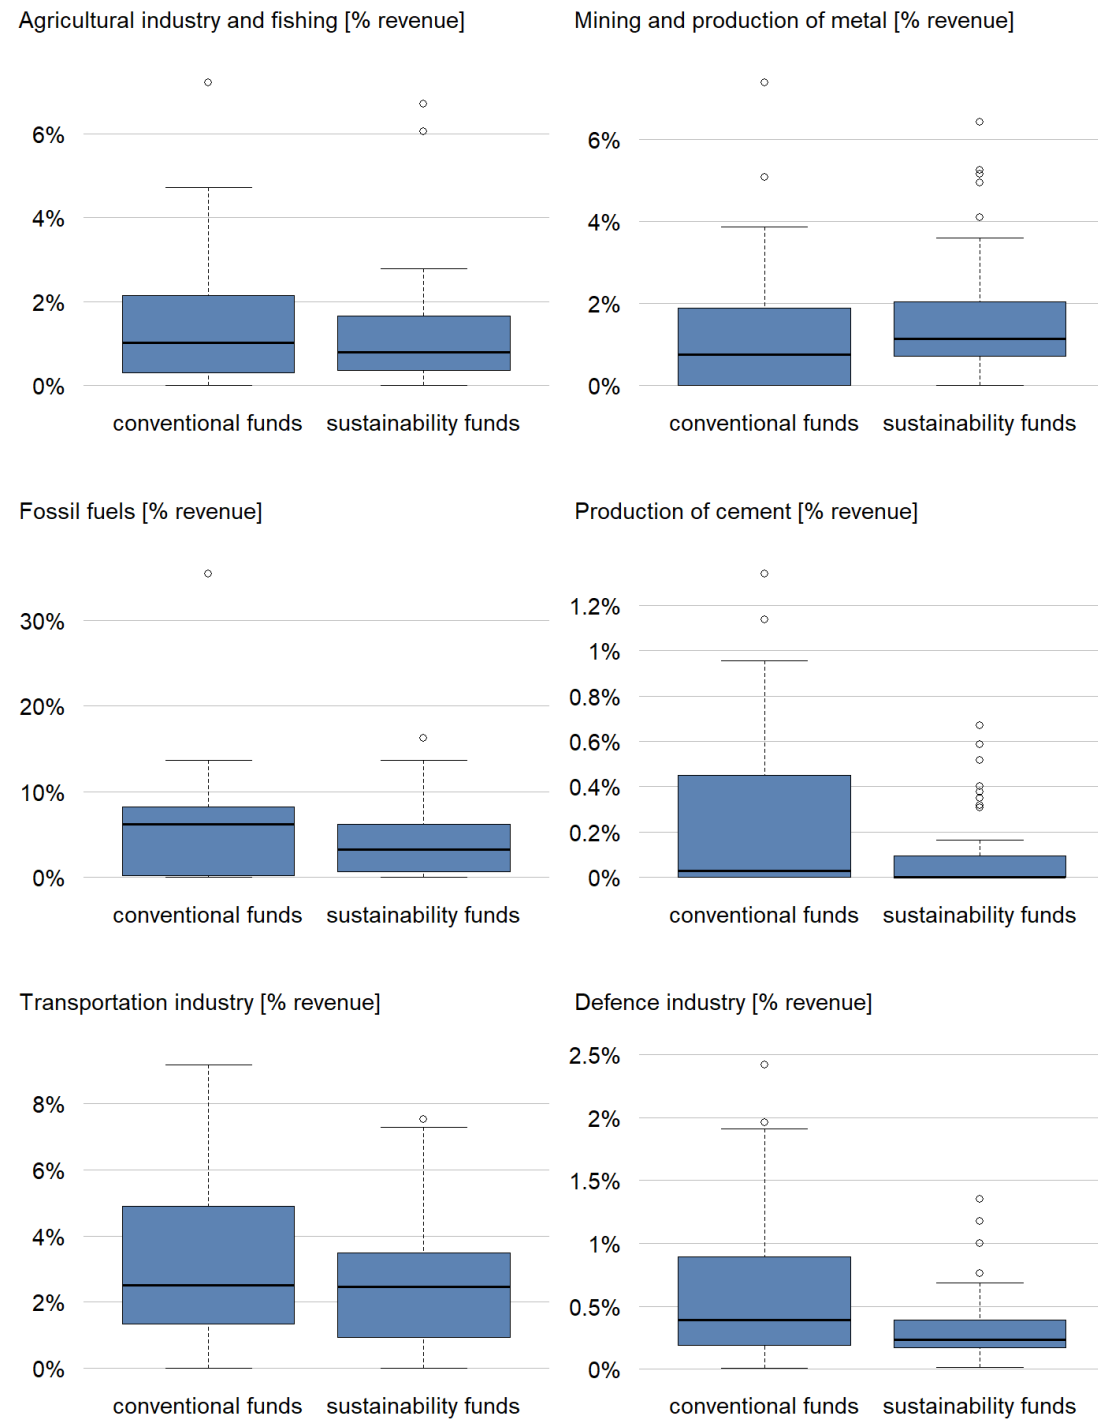 Agricultural industry and fishing [% revenue]
6%
4%
2%
0%
conventional funds sustainability funds
Mining and production of metal [% revenue]
6%
4%
2%
0%
conventional funds sustainability funds
Fossil fuels [% revenue]
30%
20%
10%
0%
conventional funds sustainability funds
Production of cement [% revenue]
1.2%
1%
0.8%
0.6%
0.4%
0.2%
0%
conventional funds sustainability funds
Transportation industry [% revenue]
8%
6%
4%
2%
0%
conventional funds sustainability funds
Defence industry [% revenue]
2.5%
2%
1.5%
1%
0.5%
0%
conventional funds sustainability funds